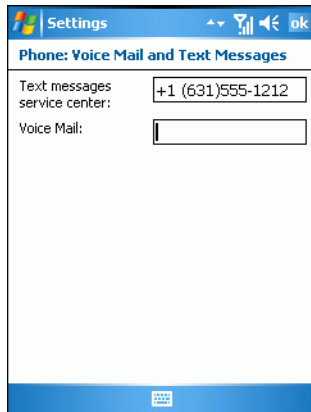 Settings
ok
Phone: Voice Mail and Text Messages
Text messages
service center:
+1 (631)555-1212
Voice Mail: